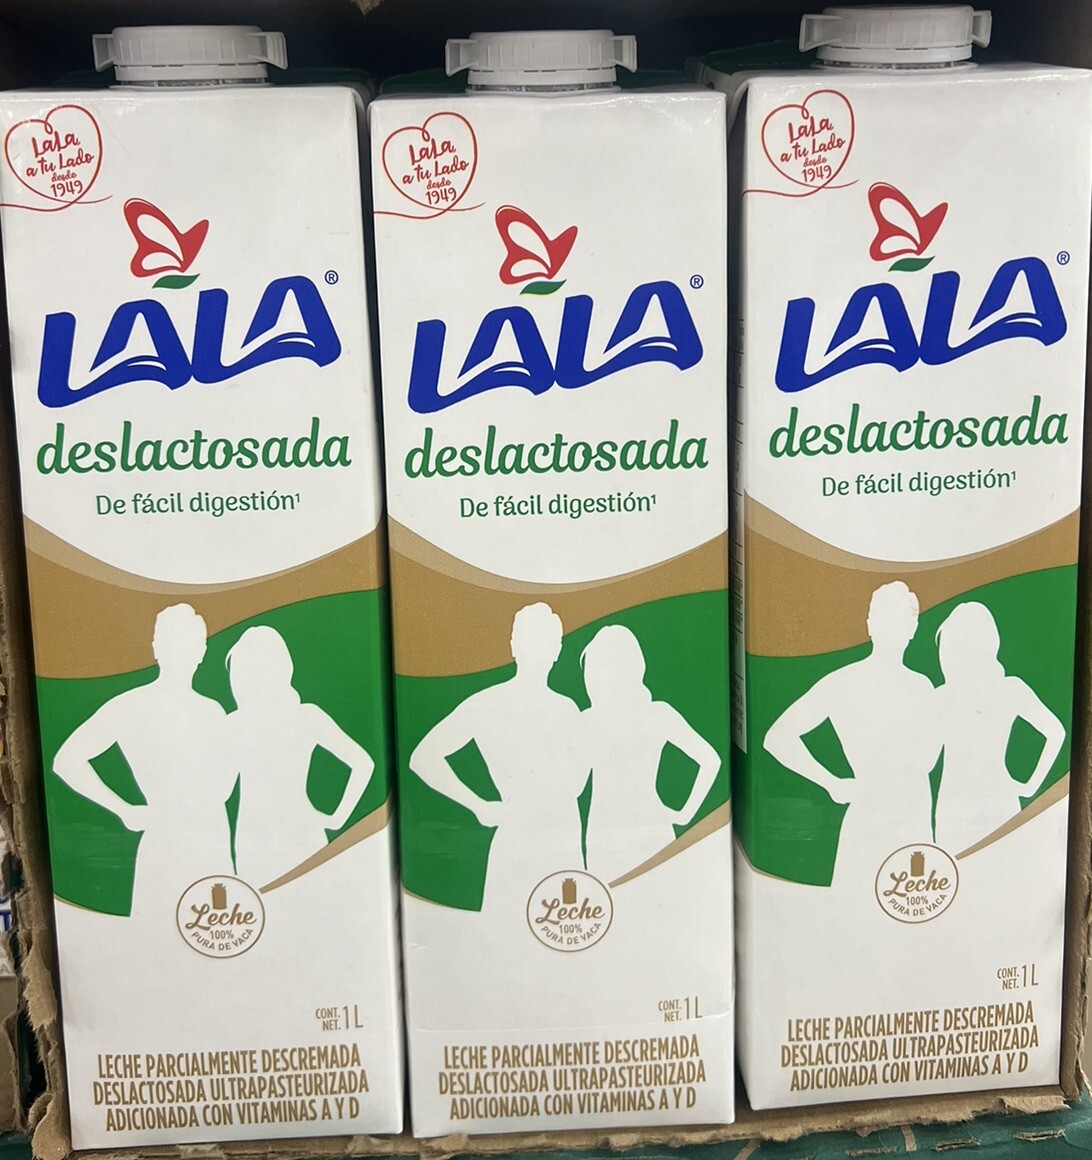 LaLa
a tu Lado
desde
1949
LALA®
deslactosada
De fácil digestión¹
Leche
100%
PURA DE VACA
CONT.
NET. 1 L
LECHE PARCIALMENTE DESCREMADA
DESLACTOSADA ULTRAPASTEURIZADA
ADICIONADA CON VITAMINAS A Y D
LaLa
a tu Lado
desde
1949
LALA®
deslactosada
De fácil digestión¹
Leche
100%
PURA DE VACA
CONT.
NET. 1 L
LECHE PARCIALMENTE DESCREMADA
DESLACTOSADA ULTRAPASTEURIZADA
ADICIONADA CON VITAMINAS A Y D
LaLa
a tu Lado
desde
1949
LALA®
deslactosada
De fácil digestión¹
Leche
100%
PURA DE VACA
CONT.
NET. 1 L
LECHE PARCIALMENTE DESCREMADA
DESLACTOSADA ULTRAPASTEURIZADA
ADICIONADA CON VITAMINAS A Y D